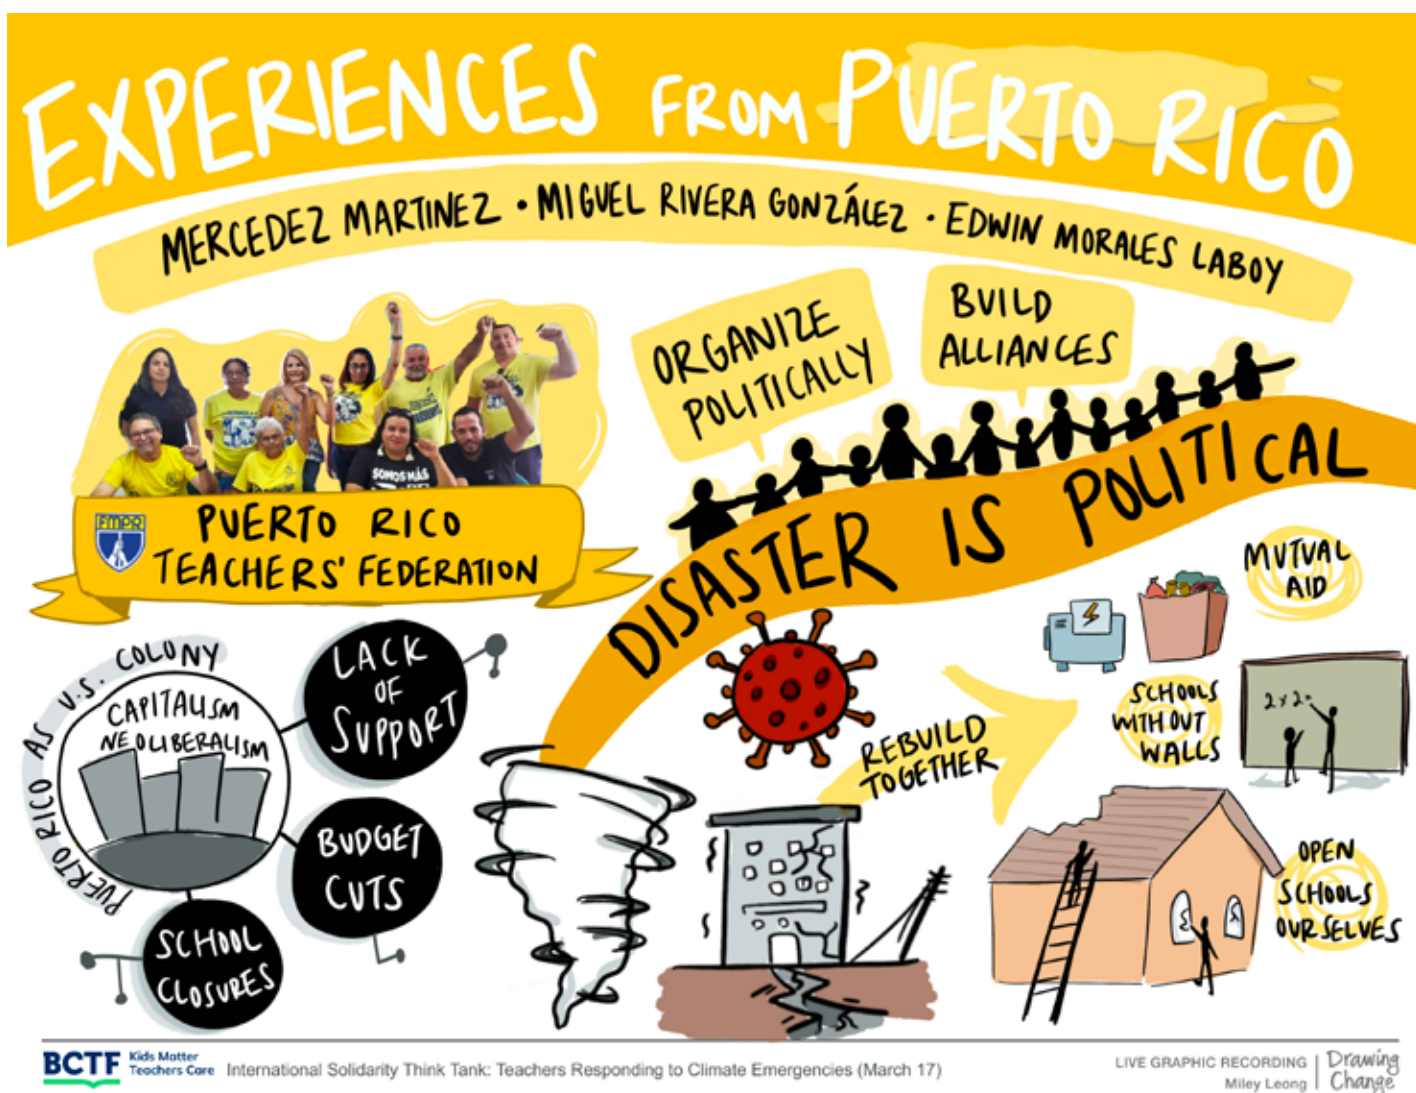 EXPERIENCES FROM PUERTO RICO
MERCEDEZ MARTINEZ • MIGUEL RIVERA GONZÁLEZ • EDWIN MORALES LABOY
ORGANIZE
POLITICALLY
BUILD
ALLIANCES
SOMOS MÁS
FMPR
PUERTO RICO
TEACHERS' FEDERATION
DISASTER IS POLITICAL
PUERTO RICO AS U.S. COLONY
CAPITALISM
NEOLIBERALISM
LACK
OF
SUPPORT
BUDGET
CUTS
SCHOOL
CLOSURES
REBUILD
TOGETHER
MUTUAL
AID
SCHOOLS
WITHOUT
WALLS
2x2=
OPEN
SCHOOLS
OURSELVES
BCTF Kids Matter
Teachers Care
International Solidarity Think Tank: Teachers Responding to Climate Emergencies (March 17)
LIVE GRAPHIC RECORDING
Miley Leong
Drawing
Change